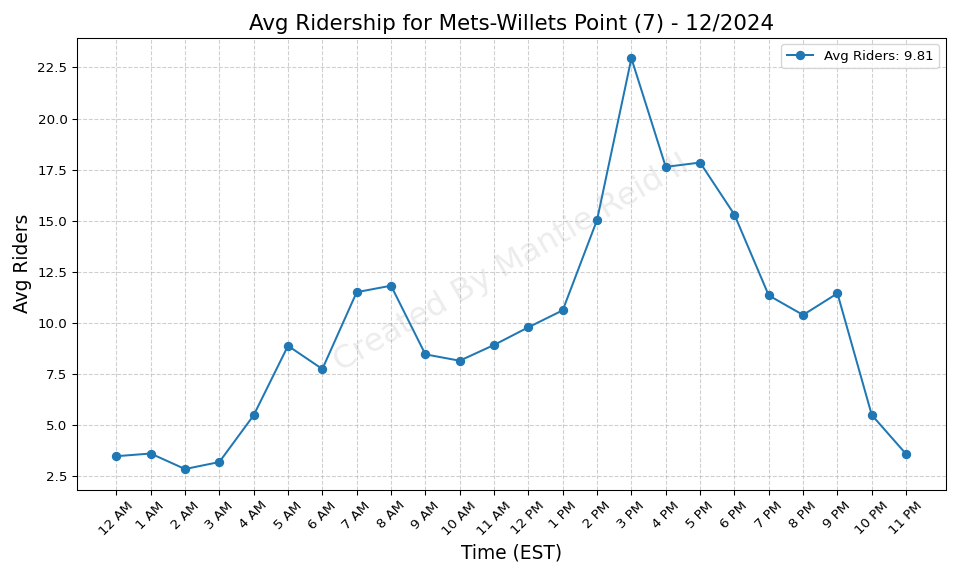 Avg Ridership for Mets-Willets Point (7) - 12/2024
Avg Riders: 9.81
Avg Riders
22.5
20.0
17.5
15.0
12.5
10.0
7.5
5.0
2.5
Created By Mantie Reid II
12 AM
1 AM
2 AM
3 AM
4 AM
5 AM
6 AM
7 AM
8 AM
9 AM
10 AM
11 AM
12 PM
1 PM
2 PM
3 PM
4 PM
5 PM
6 PM
7 PM
8 PM
9 PM
10 PM
11 PM
Time (EST)